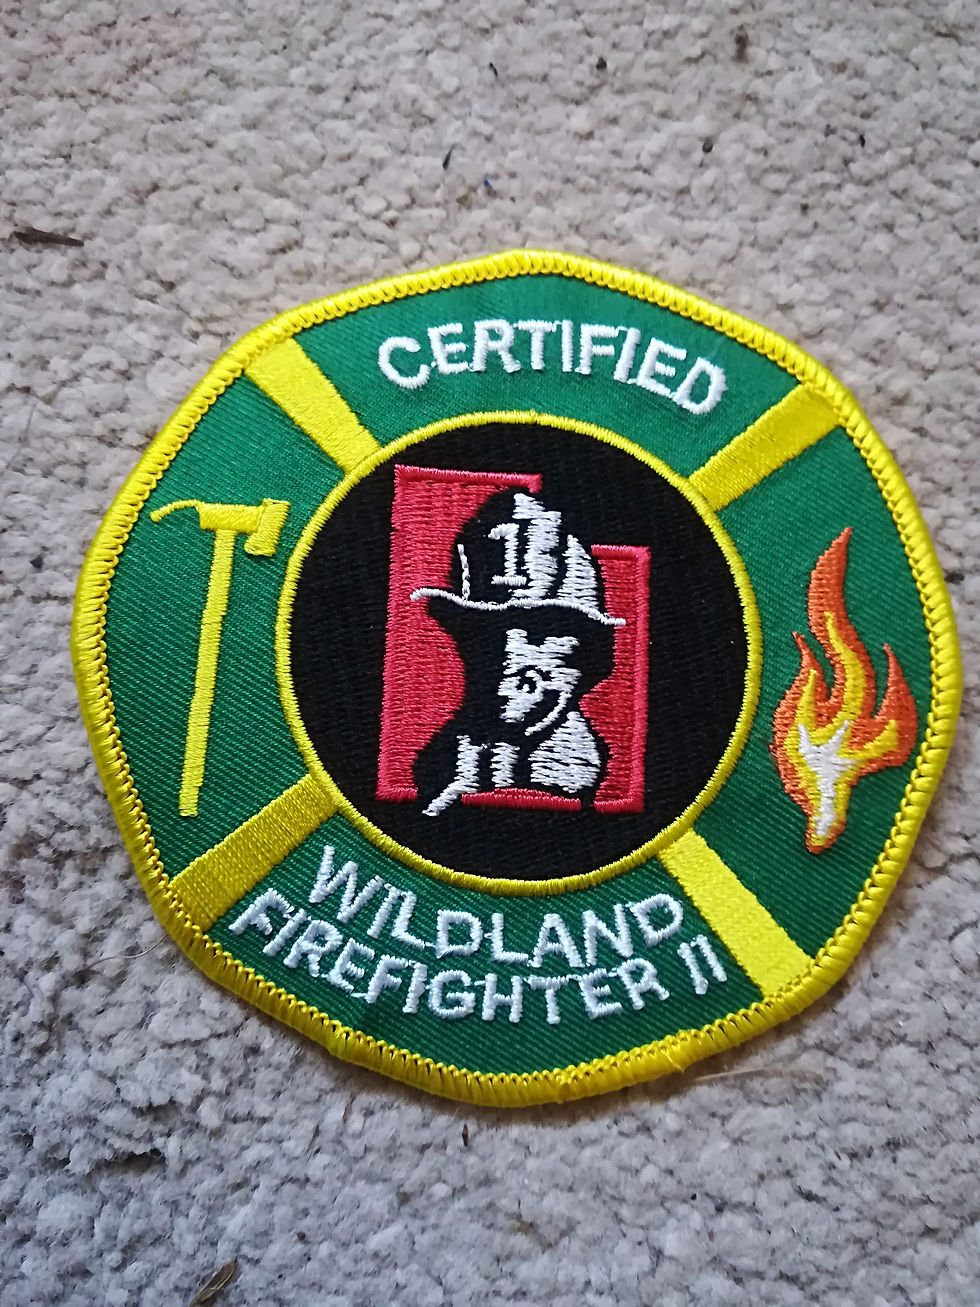 CERTIFIED
1
WILDLAND
FIREFIGHTER II